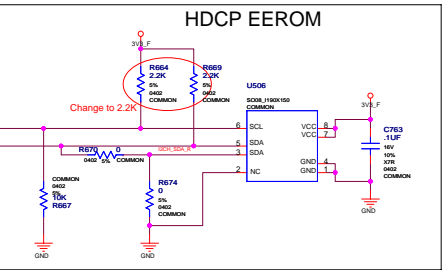 HDCP EEROM
3V3_F
R664
2.2K
5%
0402
COMMON
R669
2.2K
5%
0402
COMMON
Change to 2.2K
U506
SO08_I190X150
COMMON
6 SCL
5 SDA
3 SDA
2 NC
VCC 8
VCC 7
GND 4
GND 1
3V3_F
C763
.1UF
16V
10%
X7R
0402
COMMON
GND
R670 0
0402 5% COMMON
I2CH_SDA_R
R674
0
5%
0402
COMMON
GND
COMMON
0402
5%
10K
R667
GND